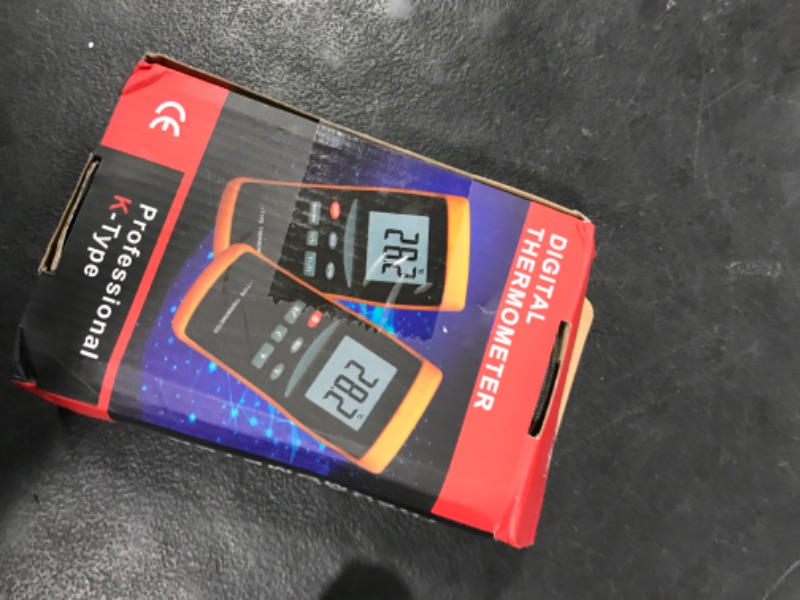 DIGITAL
THERMOMETER
28.2
28.2
Professional
K-Type
CE